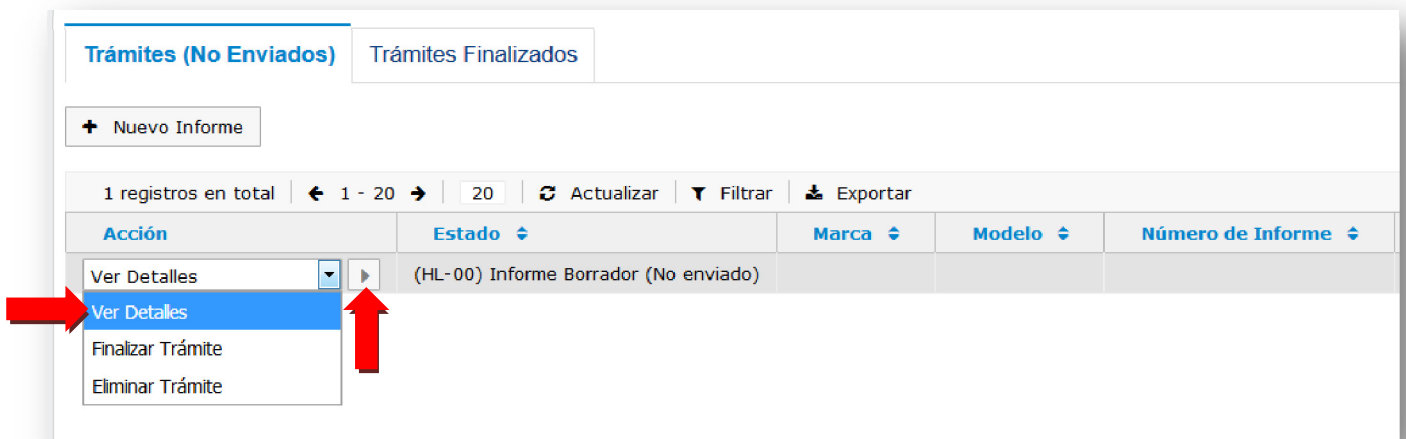 Trámites (No Enviados) Trámites Finalizados
Nuevo Informe
1 registros en total 1 - 20 20 Actualizar Filtrar Exportar
Acción Estado Marca Modelo Número de Informe
Ver Detalles (HL-00) Informe Borrador (No enviado)
Ver Detalles
Finalizar Trámite
Eliminar Trámite